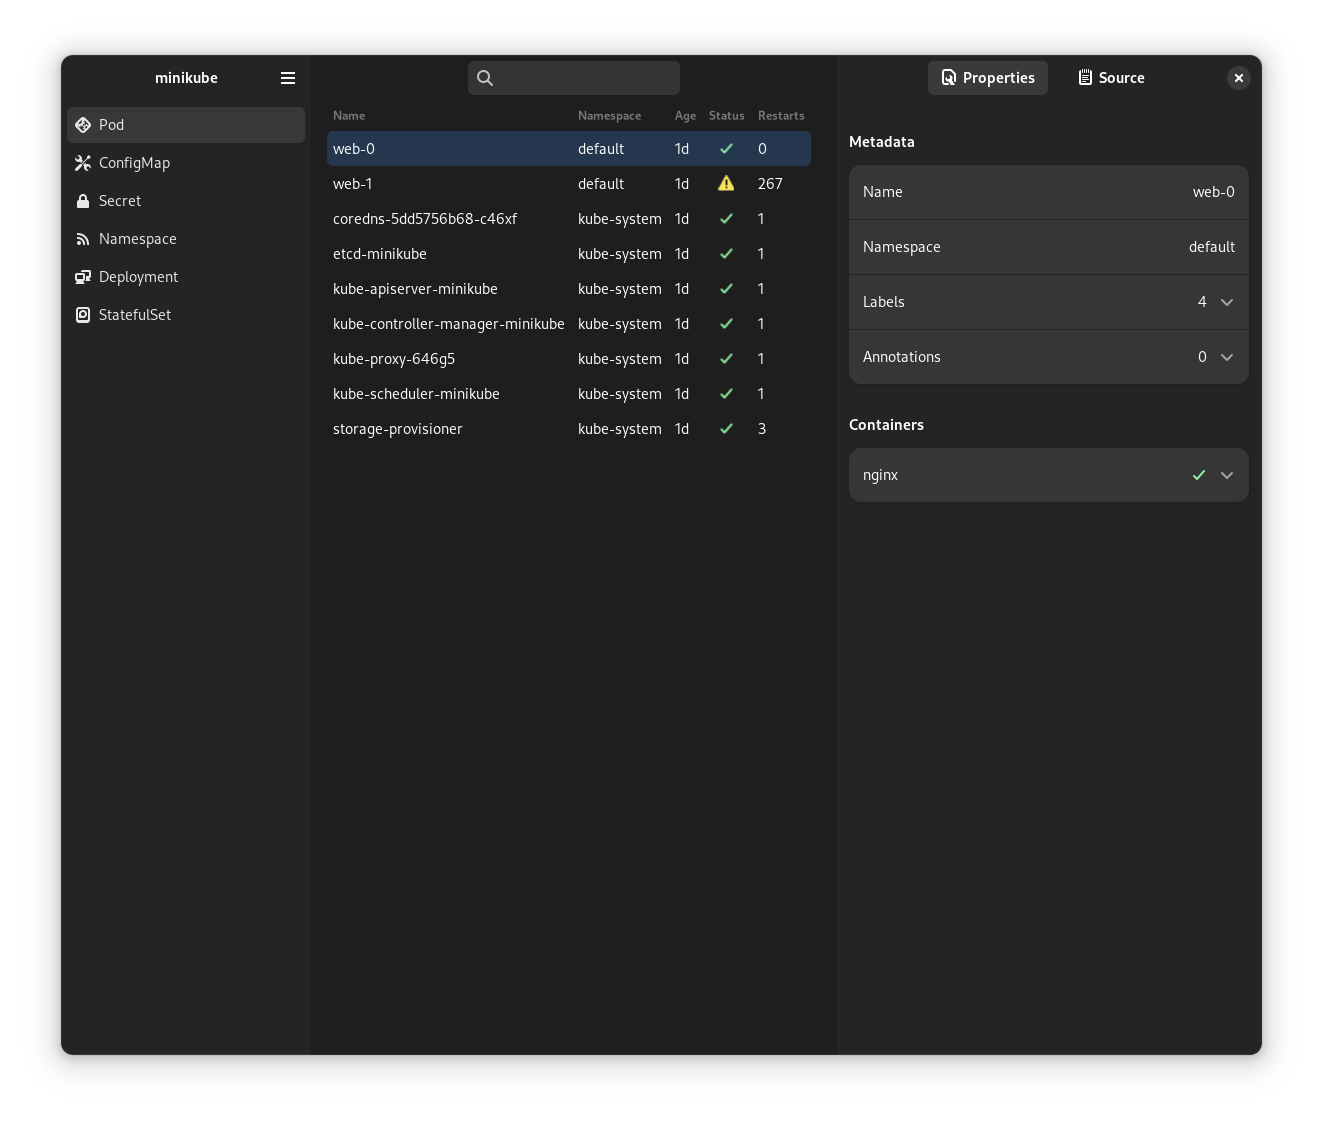 minikube
Pod
ConfigMap
Secret
Namespace
Deployment
StatefulSet
Name Namespace Age Status Restarts
web-0 default 1d 0
web-1 default 1d 267
coredns-5dd5756b68-c46xf kube-system 1d 1
etcd-minikube kube-system 1d 1
kube-apiserver-minikube kube-system 1d 1
kube-controller-manager-minikube kube-system 1d 1
kube-proxy-646g5 kube-system 1d 1
kube-scheduler-minikube kube-system 1d 1
storage-provisioner kube-system 1d 3
Properties Source
Metadata
Name web-0
Namespace default
Labels 4
Annotations 0
Containers
nginx